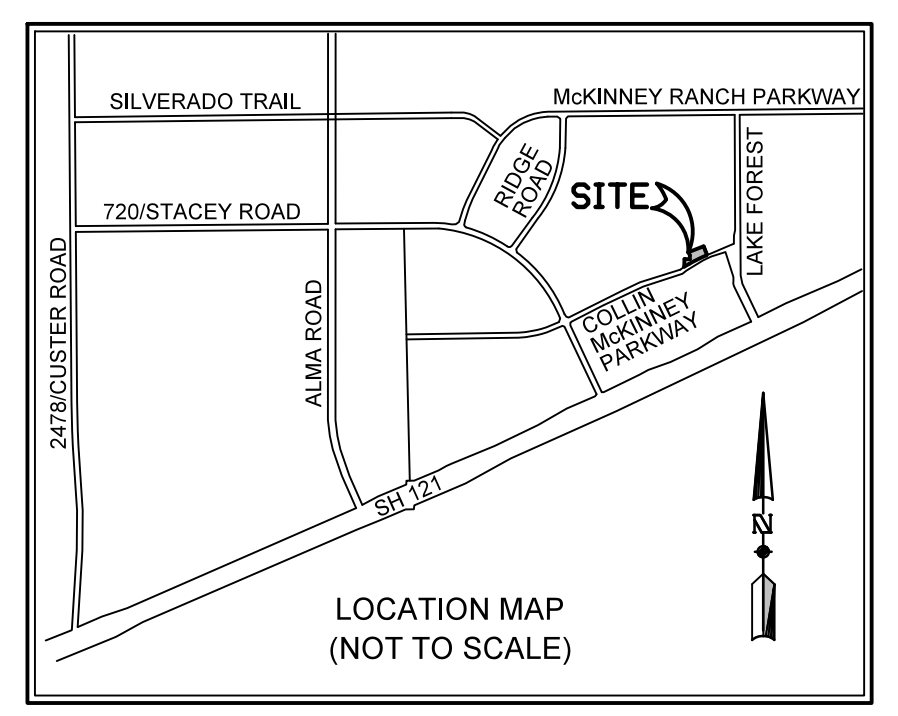 SILVERADO TRAIL
McKINNEY RANCH PARKWAY
RIDGE
ROAD
LAKE FOREST
SITE
720/STACEY ROAD
2478/CUSTER ROAD
ALMA ROAD
COLLIN
McKINNEY
PARKWAY
SH 121
N
LOCATION MAP
(NOT TO SCALE)